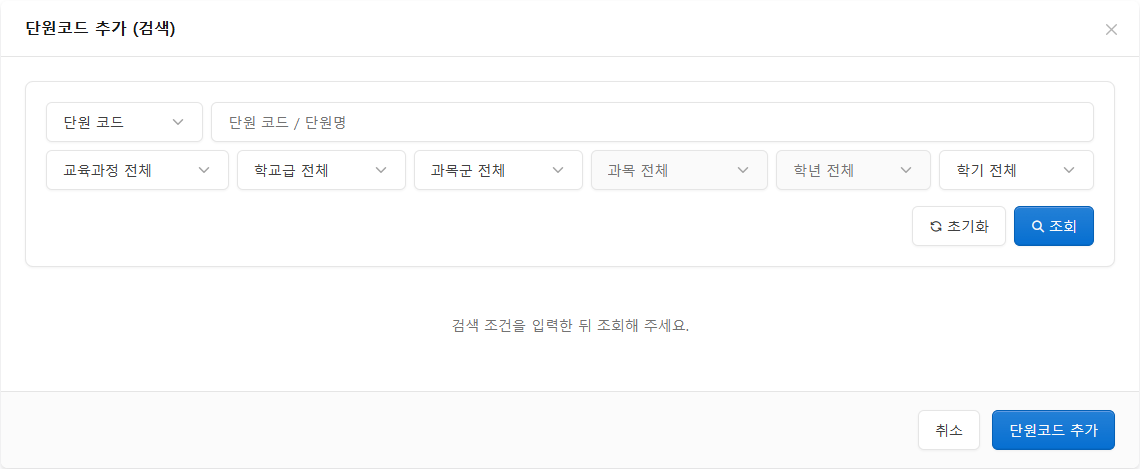 단원코드 추가 (검색)
단원 코드 단원 코드 / 단원명
교육과정 전체 학교급 전체 과목군 전체 과목 전체 학년 전체 학기 전체
초기화 조회
검색 조건을 입력한 뒤 조회해 주세요.
취소 단원코드 추가